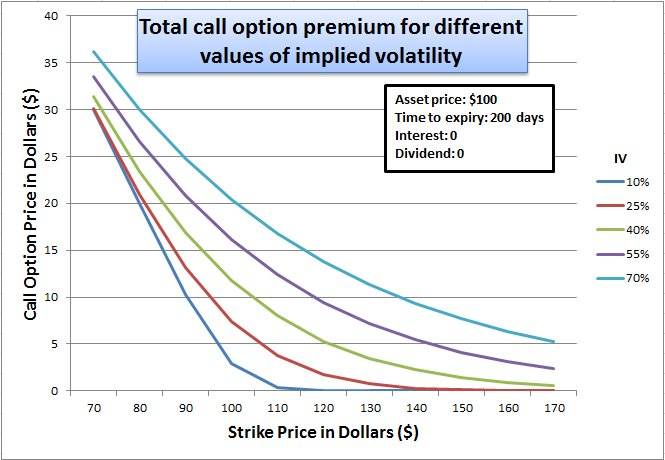 Total call option premium for different
values of implied volatility
Asset price: $100
Time to expiry: 200 days
Interest: 0
Dividend: 0
IV
10%
25%
40%
55%
70%
Call Option Price in Dollars ($)
40
35
30
25
20
15
10
5
0
70 80 90 100 110 120 130 140 150 160 170
Strike Price in Dollars ($)